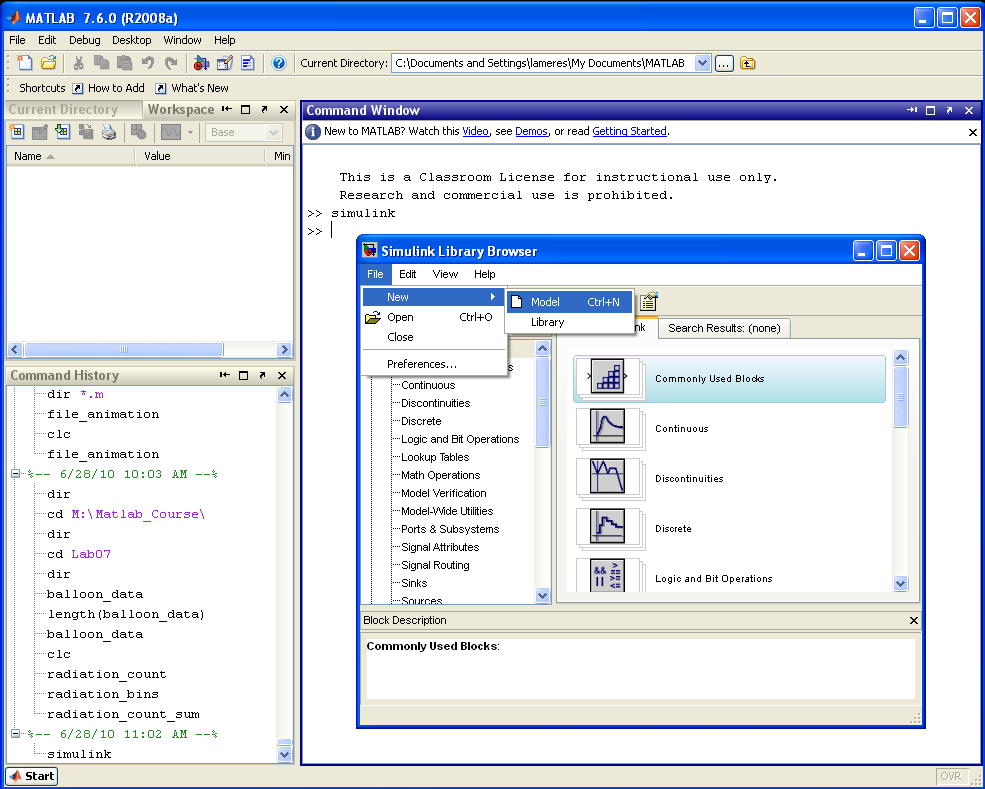 MATLAB 7.6.0 (R2008a)
File Edit Debug Desktop Window Help
Current Directory: C:\Documents and Settings\lameres\My Documents\MATLAB ...
Shortcuts How to Add What's New
Current Directory Workspace
Base
Name Value Min
Command History
dir *.m
file_animation
clc
file_animation
%-- 6/28/10 10:03 AM --%
dir
cd M:\Matlab_Course\
dir
cd Lab07
dir
balloon_data
length(balloon_data)
balloon_data
clc
radiation_count
radiation_bins
radiation_count_sum
%-- 6/28/10 11:02 AM --%
simulink
Command Window
New to MATLAB? Watch this Video, see Demos, or read Getting Started.
This is a Classroom License for instructional use only.
Research and commercial use is prohibited.
>> simulink
>>
Simulink Library Browser
File Edit View Help
New
Open Ctrl+O
Close
Preferences...
Model Ctrl+N
Library
Search Results: (none)
Continuous
Discontinuities
Discrete
Logic and Bit Operations
Lookup Tables
Math Operations
Model Verification
Model-Wide Utilities
Ports & Subsystems
Signal Attributes
Signal Routing
Sinks
Sources
Commonly Used Blocks
Continuous
Discontinuities
Discrete
Logic and Bit Operations
Block Description
Commonly Used Blocks:
Start
OVR